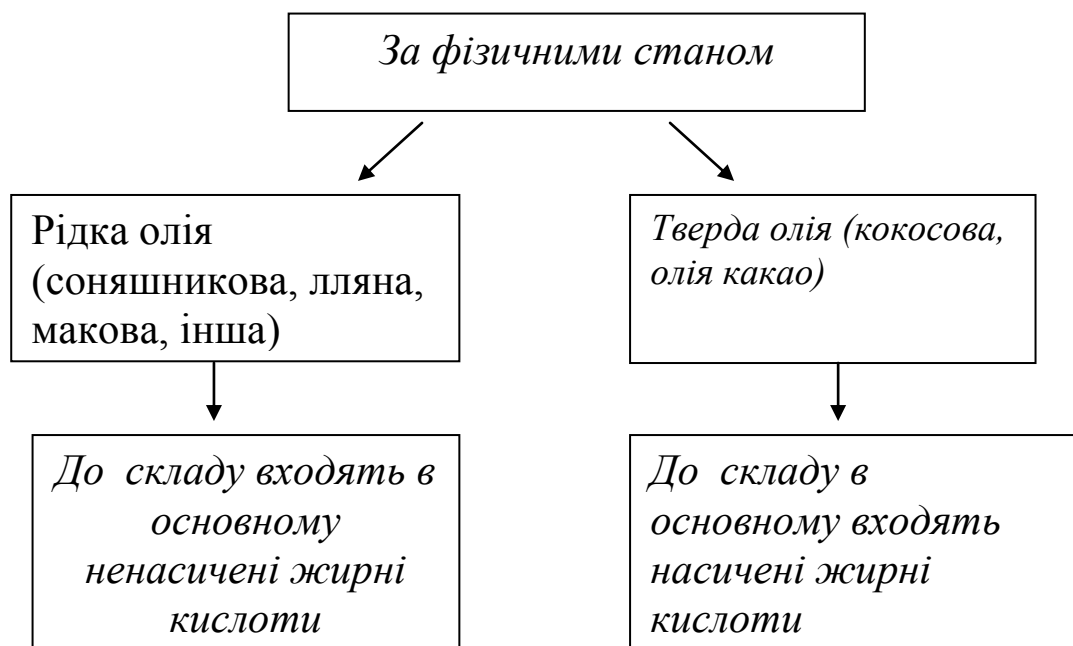 За фізичними станом
Рідка олія
(соняшникова, лляна,
макова, інша)
Тверда олія (кокосова,
олія какао)
До складу входять в
основному
ненасичені жирні
кислоти
До складу в
основному входять
насичені жирні
кислоти